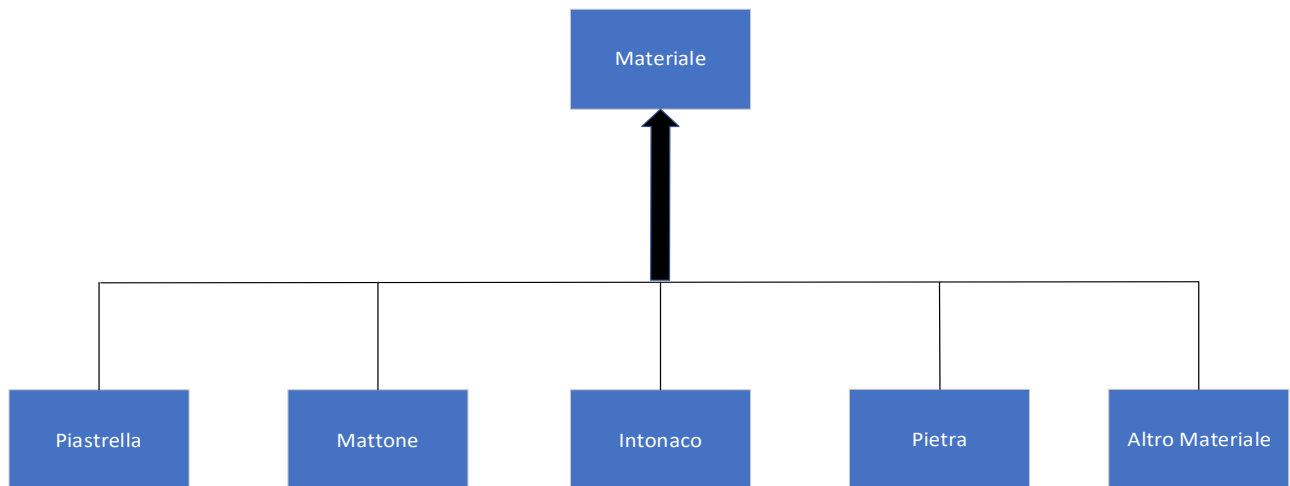 Materiale
Piastrella
Mattone
Intonaco
Pietra
Altro Materiale